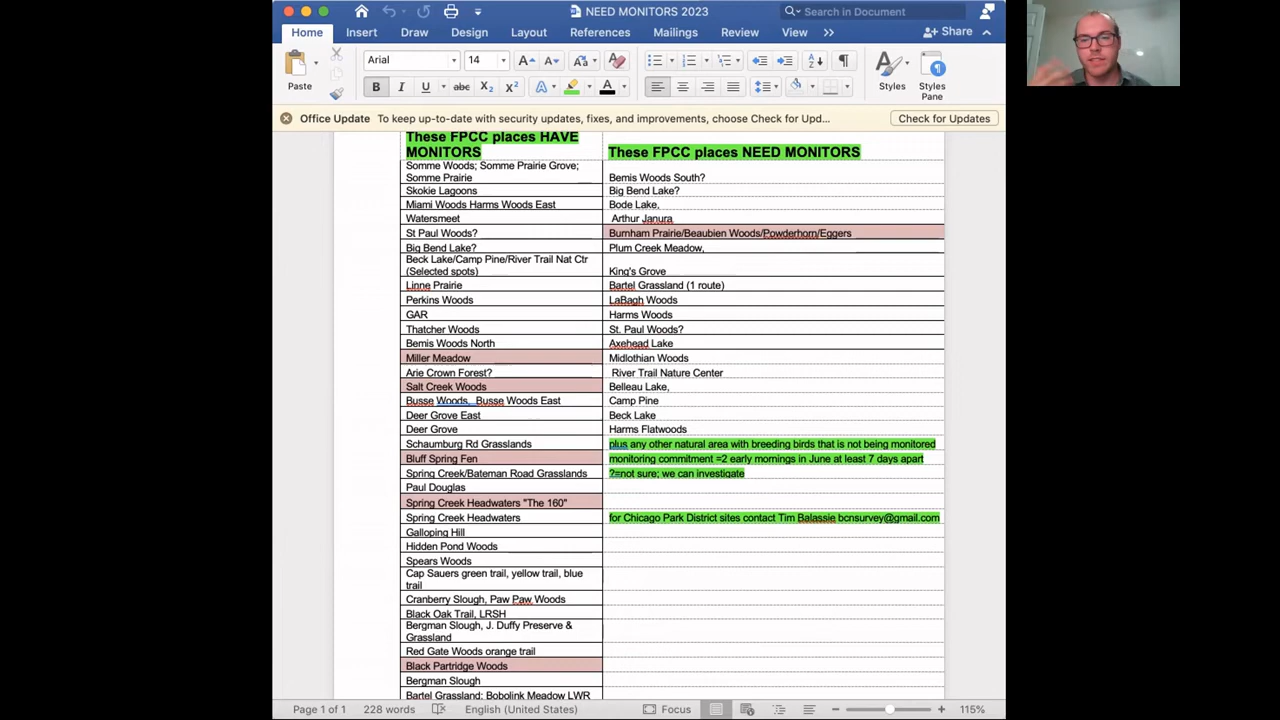 NEED MONITORS 2023
Search in Document
Home Insert Draw Design Layout References Mailings Review View
Share
Paste
Arial
14
B I U abc X₂ X² A A
Styles
Styles Pane
Office Update To keep up-to-date with security updates, fixes, and improvements, choose Check for Upd...
Check for Updates
These FPCC places HAVE
MONITORS
These FPCC places NEED MONITORS
Somme Woods; Somme Prairie Grove;
Somme Prairie
Bemis Woods South?
Skokie Lagoons
Big Bend Lake?
Miami Woods Harms Woods East
Bode Lake,
Watersmeet
Arthur Janura
St Paul Woods?
Burnham Prairie/Beaubien Woods/Powderhorn/Eggers
Big Bend Lake?
Plum Creek Meadow,
Beck Lake/Camp Pine/River Trail Nat Ctr
(Selected spots)
King's Grove
Linne Prairie
Bartel Grassland (1 route)
Perkins Woods
LaBagh Woods
GAR
Harms Woods
Thatcher Woods
St. Paul Woods?
Bemis Woods North
Axehead Lake
Miller Meadow
Midlothian Woods
Arie Crown Forest?
River Trail Nature Center
Salt Creek Woods
Belleau Lake,
Busse Woods, Busse Woods East
Camp Pine
Deer Grove East
Beck Lake
Deer Grove
Harms Flatwoods
Schaumburg Rd Grasslands
plus any other natural area with breeding birds that is not being monitored
Bluff Spring Fen
monitoring commitment =2 early mornings in June at least 7 days apart
Spring Creek/Bateman Road Grasslands
?=not sure; we can investigate
Paul Douglas
Spring Creek Headwaters "The 160"
Spring Creek Headwaters
for Chicago Park District sites contact Tim Balassie bcnsurvey@gmail.com
Galloping Hill
Hidden Pond Woods
Spears Woods
Cap Sauers green trail, yellow trail, blue
trail
Cranberry Slough, Paw Paw Woods
Black Oak Trail, LRSH
Bergman Slough, J. Duffy Preserve &
Grassland
Red Gate Woods orange trail
Black Partridge Woods
Bergman Slough
Bartel Grassland; Bobolink Meadow LWR
Page 1 of 1 228 words English (United States) Focus 115%